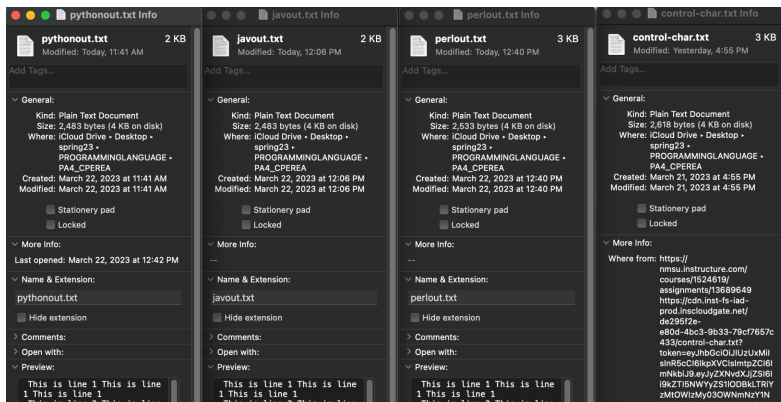 pythonout.txt Info
pythonout.txt 2 KB
Modified: Today, 11:41 AM
Add Tags...
General:
Kind: Plain Text Document
Size: 2,483 bytes (4 KB on disk)
Where: iCloud Drive ▸ Desktop ▸
spring23 ▸
PROGRAMMINGLANGUAGE ▸
PA4_CPEREA
Created: March 22, 2023 at 11:41 AM
Modified: March 22, 2023 at 11:41 AM
Stationery pad
Locked
More Info:
Last opened: March 22, 2023 at 12:42 PM
Name & Extension:
pythonout.txt
Hide extension
Comments:
Open with:
Preview:
This is line 1 This is line
1 This is line 1
javout.txt Info
javout.txt 2 KB
Modified: Today, 12:06 PM
Add Tags...
General:
Kind: Plain Text Document
Size: 2,483 bytes (4 KB on disk)
Where: iCloud Drive ▸ Desktop ▸
spring23 ▸
PROGRAMMINGLANGUAGE ▸
PA4_CPEREA
Created: March 22, 2023 at 12:06 PM
Modified: March 22, 2023 at 12:06 PM
Stationery pad
Locked
More Info:
--
Name & Extension:
javout.txt
Hide extension
Comments:
Open with:
Preview:
This is line 1 This is line
1 This is line 1
perlout.txt Info
perlout.txt 3 KB
Modified: Today, 12:40 PM
Add Tags...
General:
Kind: Plain Text Document
Size: 2,533 bytes (4 KB on disk)
Where: iCloud Drive ▸ Desktop ▸
spring23 ▸
PROGRAMMINGLANGUAGE ▸
PA4_CPEREA
Created: March 22, 2023 at 12:40 PM
Modified: March 22, 2023 at 12:40 PM
Stationery pad
Locked
More Info:
--
Name & Extension:
perlout.txt
Hide extension
Comments:
Open with:
Preview:
This is line 1 This is line
1 This is line 1
control-char.txt Info
control-char.txt 3 KB
Modified: Yesterday, 4:55 PM
Add Tags...
General:
Kind: Plain Text Document
Size: 2,618 bytes (4 KB on disk)
Where: iCloud Drive ▸ Desktop ▸
spring23 ▸
PROGRAMMINGLANGUAGE ▸
PA4_CPEREA
Created: March 21, 2023 at 4:55 PM
Modified: March 21, 2023 at 4:55 PM
Stationery pad
Locked
More Info:
Where from: https://
nmsu.instructure.com/
courses/1524619/
assignments/13689649
https://cdn.inst-fs-iad-
prod.inscloudgate.net/
de295f2e-
e80d-4bc3-9b33-79cf7657c
433/control-char.txt?